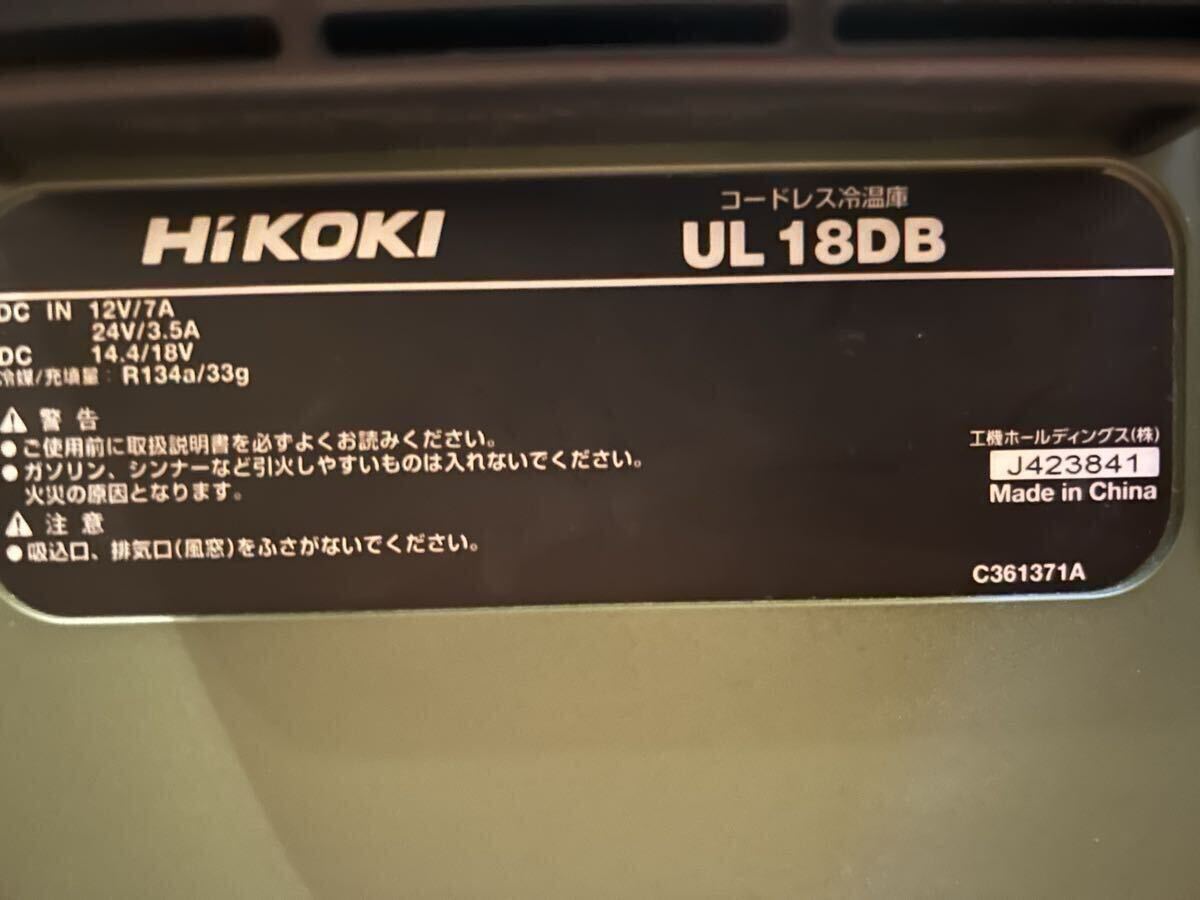 HiKOKI
コードレス冷温庫
UL 18DB
DC IN 12V/7A
24V/3.5A
DC 14.4/18V
冷媒/充填量: R134a/33g
警告
●ご使用前に取扱説明書を必ずよくお読みください。
●ガソリン、シンナーなど引火しやすいものは入れないでください。
火災の原因となります。
注意
●吸込口、排気口(風窓)をふさがないでください。
工機ホールディングス(株)
J423841
Made in China
C361371A